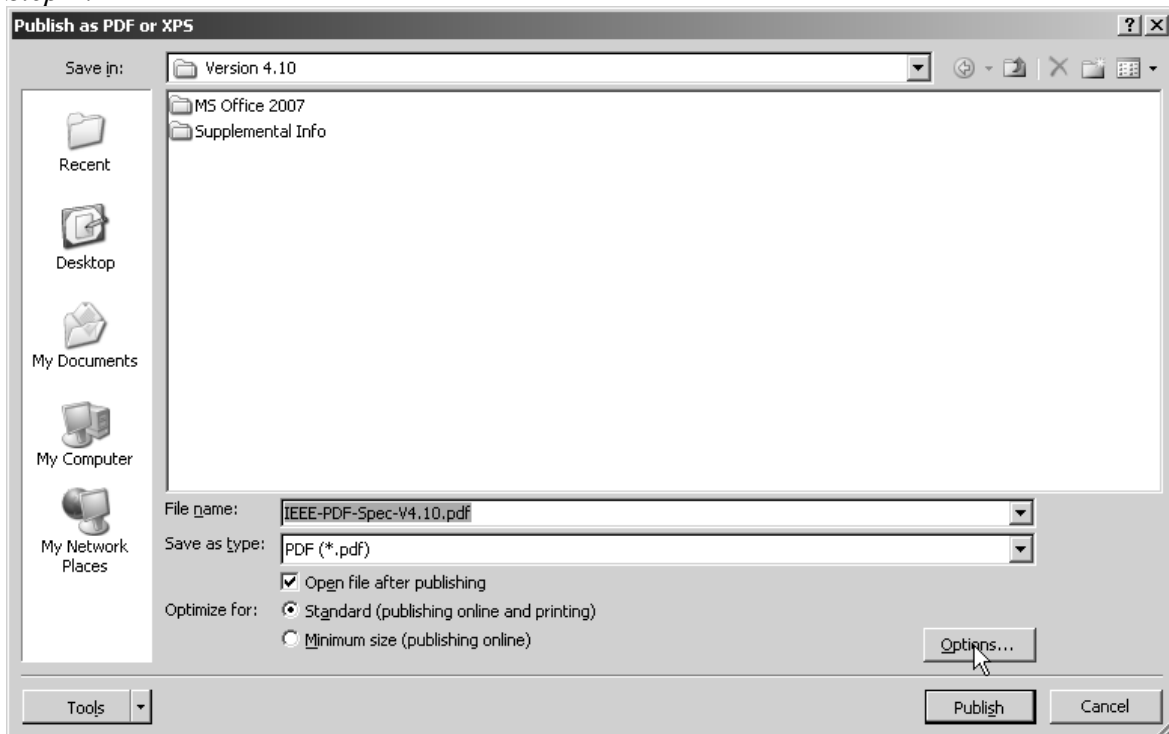 Publish as PDF or XPS
Save in:
Version 4.10
MS Office 2007
Supplemental Info
Recent
Desktop
My Documents
My Computer
My Network
Places
File name:
IEEE-PDF-Spec-V4.10.pdf
Save as type:
PDF (*.pdf)
Open file after publishing
Optimize for:
Standard (publishing online and printing)
Minimum size (publishing online)
Options...
Tools
Publish
Cancel